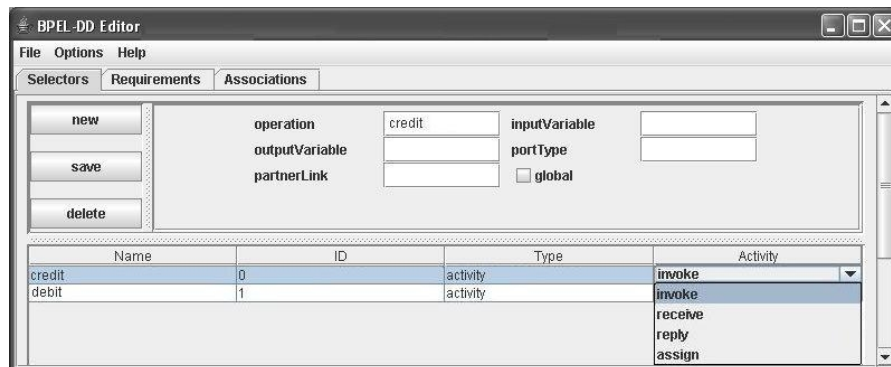 BPEL-DD Editor
File Options Help
Selectors Requirements Associations
new operation credit inputVariable
outputVariable portType
save
partnerLink global
delete
Name ID Type Activity
credit 0 activity invoke
debit 1 activity invoke
receive
reply
assign